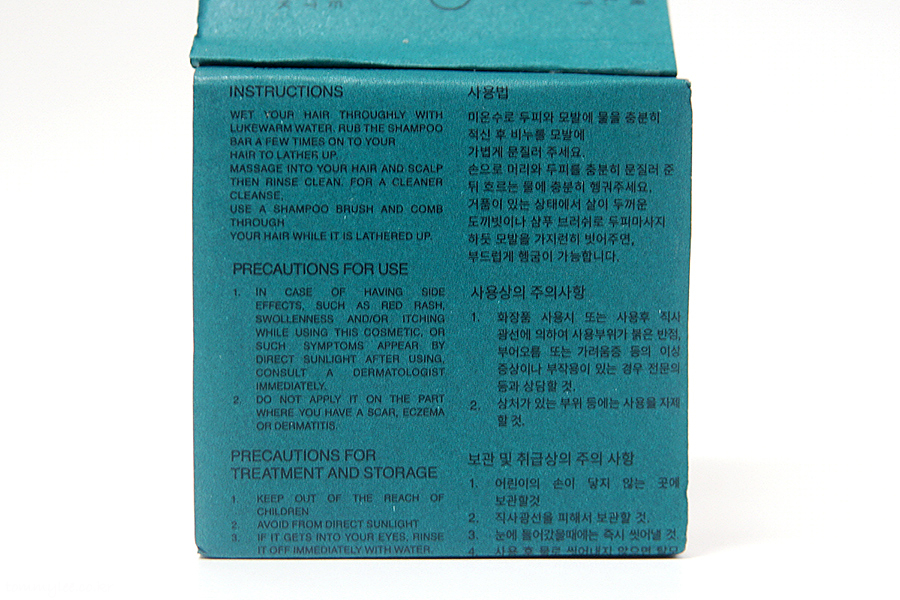 INSTRUCTIONS
WET YOUR HAIR THROUGHLY WITH
LUKEWARM WATER. RUB THE SHAMPOO
BAR A FEW TIMES ON TO YOUR
HAIR TO LATHER UP.
MASSAGE INTO YOUR HAIR AND SCALP
THEN RINSE CLEAN. FOR A CLEANER
CLEANSE,
USE A SHAMPOO BRUSH AND COMB
THROUGH
YOUR HAIR WHILE IT IS LATHERED UP.
PRECAUTIONS FOR USE
1. IN CASE OF HAVING SIDE
EFFECTS, SUCH AS RED RASH,
SWOLLENNESS AND/OR ITCHING
WHILE USING THIS COSMETIC, OR
SUCH SYMPTOMS APPEAR BY
DIRECT SUNLIGHT AFTER USING,
CONSULT A DERMATOLOGIST
IMMEDIATELY.
2. DO NOT APPLY IT ON THE PART
WHERE YOU HAVE A SCAR, ECZEMA
OR DERMATITIS.
PRECAUTIONS FOR
TREATMENT AND STORAGE
1. KEEP OUT OF THE REACH OF
CHILDREN
2. AVOID FROM DIRECT SUNLIGHT
3. IF IT GETS INTO YOUR EYES, RINSE
IT OFF IMMEDIATELY WITH WATER.
사용법
미온수로 두피와 모발에 물을 충분히
적신 후 비누를 모발에
가볍게 문질러 주세요.
손으로 머리와 두피를 충분히 문질러 준
뒤 흐르는 물에 충분히 헹궈주세요,
거품이 있는 상태에서 살이 두꺼운
도끼빗이나 샴푸 브러쉬로 두피마사지
하듯 모발을 가지런히 빗어주면,
부드럽게 헹굼이 가능합니다.
사용상의 주의사항
1. 화장품 사용시 또는 사용후 직사
광선에 의하여 사용부위가 붉은 반점,
부어오름 또는 가려움증 등의 이상
증상이나 부작용이 있는 경우 전문의
등과 상담할 것.
2. 상처가 있는 부위 등에는 사용을 자제
할 것.
보관 및 취급상의 주의 사항
1. 어린이의 손이 닿지 않는 곳에
보관할것
2. 직사광선을 피해서 보관할 것.
3. 눈에 들어갔을때에는 즉시 씻어낼 것
4. 사용 후 물로 씻어내지 않으면 탈모